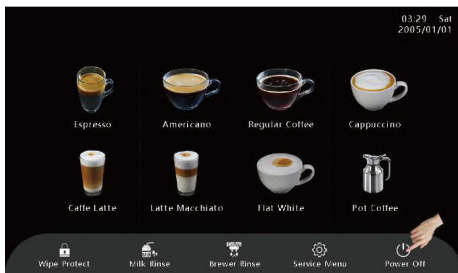 03:29 Sat
2005/01/01
Espresso
Americano
Regular Coffee
Cappuccino
Caffe Latte
Latte Macchiato
Flat White
Pot Coffee
Wipe Protect
Milk Rinse
Brewer Rinse
Service Menu
Power Off